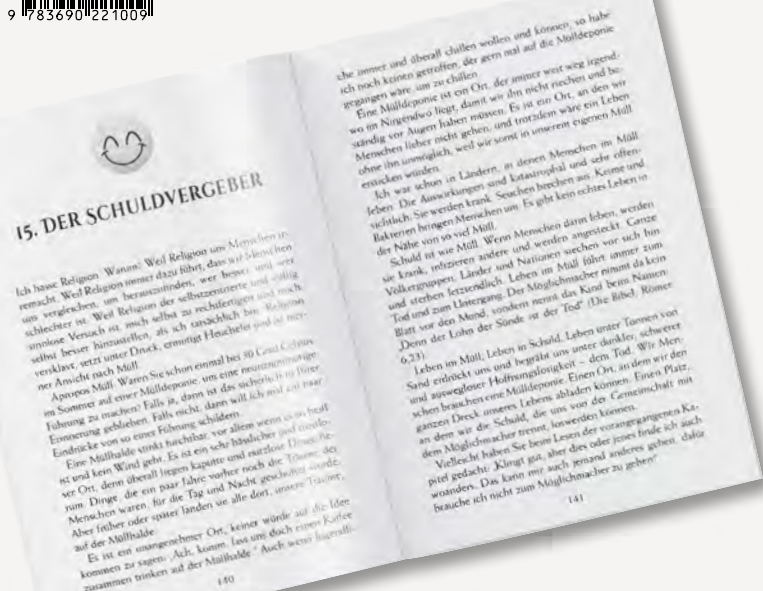 9 783690 221009
15. DER SCHULDVERGEBER
Ich hasse Religion. Warum? Weil Religion uns Menschen in-
remacht. Weil Religion immer dazu führt, dass wir Menschen
uns vergleichen, um herauszufinden, wer besser und wer
schlechter ist. Weil Religion der selbstzentrierte und völlig
sinnlose Versuch ist, mich selbst zu rechtfertigen und mich
selbst besser hinzustellen, als ich tatsächlich bin. Religion
versklavt, setzt unter Druck, ermutigt Heuchelei und ist mei-
ner Ansicht nach Müll.
Apropos Müll. Waren Sie schon einmal bei 30 Grad Celsius
im Sommer auf einer Mülldeponie, um eine neunzigminütige
Führung zu machen? Falls ja, dann ist das sicherlich in Ihrer
Erinnerung geblieben. Falls nicht, dann will ich mal ein paar
Eindrücke von so einer Führung schildern.
Eine Müllhalde stinkt furchtbar, vor allem wenn es so heiß
ist und kein Wind geht. Es ist ein sehr hässlicher und
ser Ort, denn überall liegen kaputte und nutzlose Dinge he-
rum. Dinge, die ein paar Jahre vorher noch die Träume der
Menschen waren, für die Tag und Nacht geschuftet wurde.
Aber früher oder später landen sie alle dort, unsere Träume,
auf der Müllhalde.
Es ist ein unangenehmer Ort, keiner würde auf die Idee
kommen zu sagen: „Ach, komm, lass uns doch einen Kaffee
zusammen trinken auf der Müllhalde.“ Auch wenn Jugendli-
140
che immer und überall chillen wollen und können, so habe
ich noch keinen getroffen, der gern mal auf die Mülldeponie
gegangen wäre, um zu chillen.
Eine Mülldeponie ist ein Ort, der immer weit weg irgend-
wo im Nirgendwo liegt, damit wir ihn nicht riechen und be-
ständig vor Augen haben müssen. Es ist ein Ort, an den wir
Menschen lieber nicht gehen, und trotzdem wäre ein Leben
ohne ihn unmöglich, weil wir sonst in unserem eigenen Müll
ersticken würden.
Ich war schon in Ländern, in denen Menschen im Müll
leben. Die Auswirkungen sind katastrophal und sehr offen-
sichtlich. Sie werden krank. Seuchen brechen aus. Keime und
Bakterien bringen Menschen um. Es gibt kein echtes Leben in
der Nähe von so viel Müll.
Schuld ist wie Müll. Wenn Menschen darin leben, werden
sie krank, infizieren andere und werden angesteckt. Ganze
Völkergruppen, Länder und Nationen siechen vor sich hin
und sterben letztendlich. Leben im Müll führt immer zum
Tod und zum Untergang. Der Möglichmacher nimmt da kein
Blatt vor den Mund, sondern nennt das Kind beim Namen:
„Denn der Lohn der Sünde ist der Tod“ (Die Bibel, Römer
6,23).
Leben im Müll, Leben in Schuld, Leben unter Tonnen von
Sand erdrückt uns und begräbt uns unter dunkler, schwerer
und auswegloser Hoffnungslosigkeit – dem Tod. Wir Men-
schen brauchen eine Mülldeponie. Einen Ort, an dem wir den
ganzen Dreck unseres Lebens abladen können. Einen Platz,
an dem wir die Schuld, die uns von der Gemeinschaft mit
dem Möglichmacher trennt, loswerden können.
Vielleicht haben Sie beim Lesen der vorangegangenen Ka-
pitel gedacht: „Klingt gut, aber dies oder jenes finde ich auch
woanders. Das kann mir auch jemand anderes geben, dafür
brauche ich nicht zum Möglichmacher zu gehen!“
141